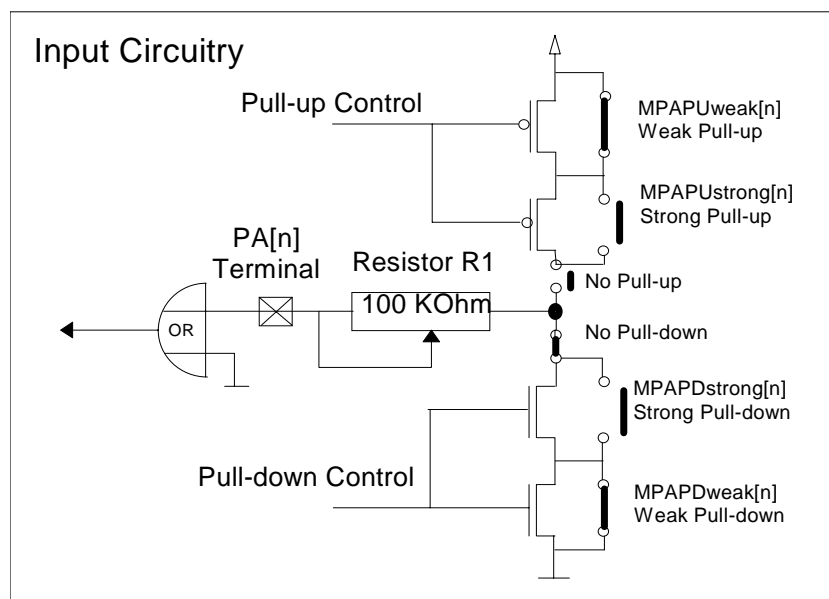 Input Circuitry
Pull-up Control
MPAPUweak[n]
Weak Pull-up
MPAPUstrong[n]
Strong Pull-up
PA[n]
Terminal
Resistor R1
100 KOhm
No Pull-up
OR
No Pull-down
MPAPDstrong[n]
Strong Pull-down
Pull-down Control
MPAPDweak[n]
Weak Pull-down